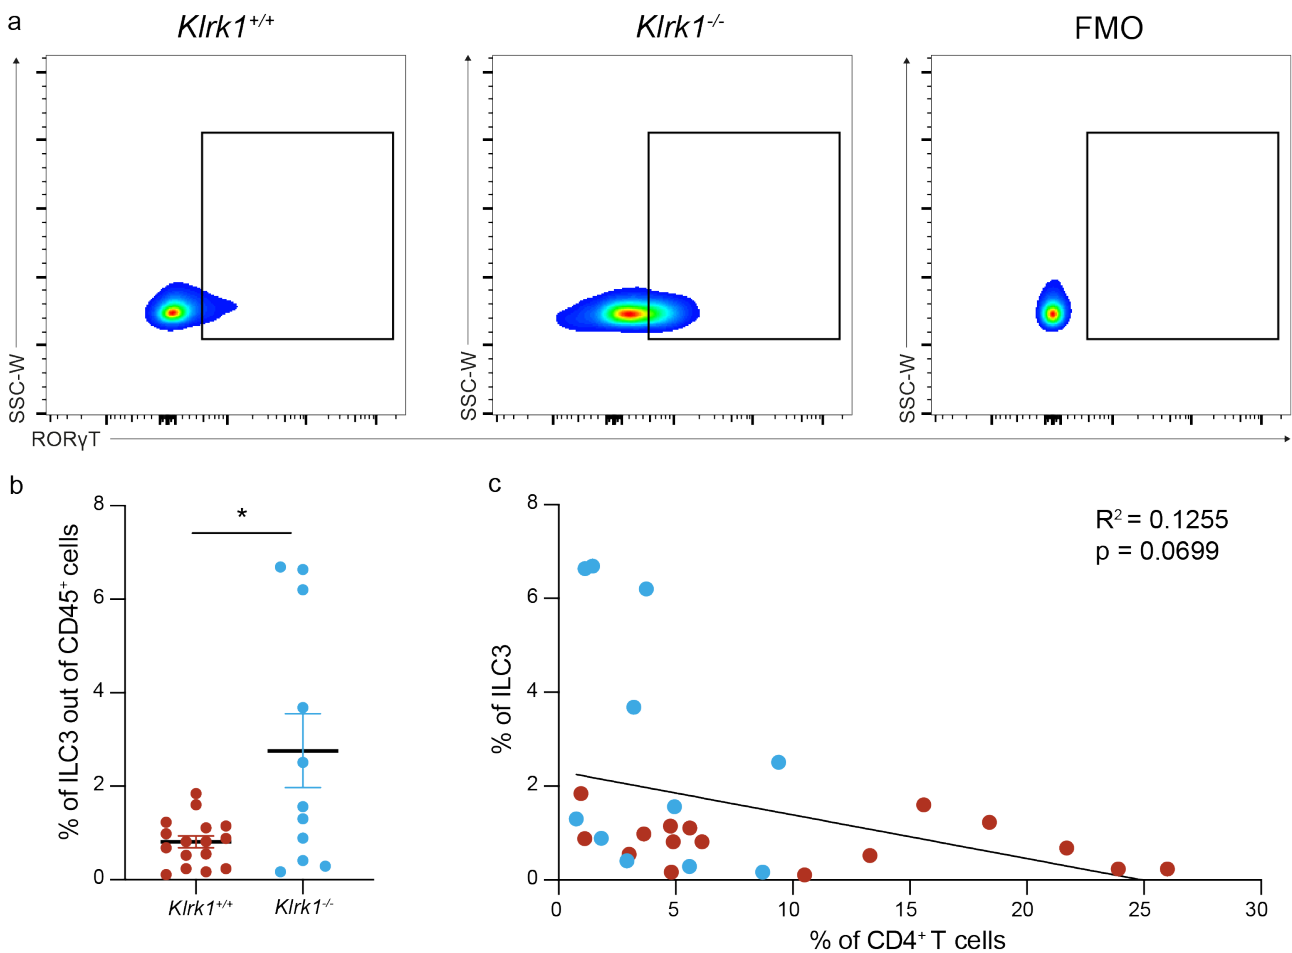 a
Klrk1+/+
Klrk1-/-
FMO
SSC-W
SSC-W
SSC-W
RORγT
b
% of ILC3 out of CD45+ cells
8
6
4
2
0
*
Klrk1+/+
Klrk1-/-
c
% of ILC3
8
6
4
2
0
R2 = 0.1255
p = 0.0699
0 5 10 15 20 25 30
% of CD4+ T cells